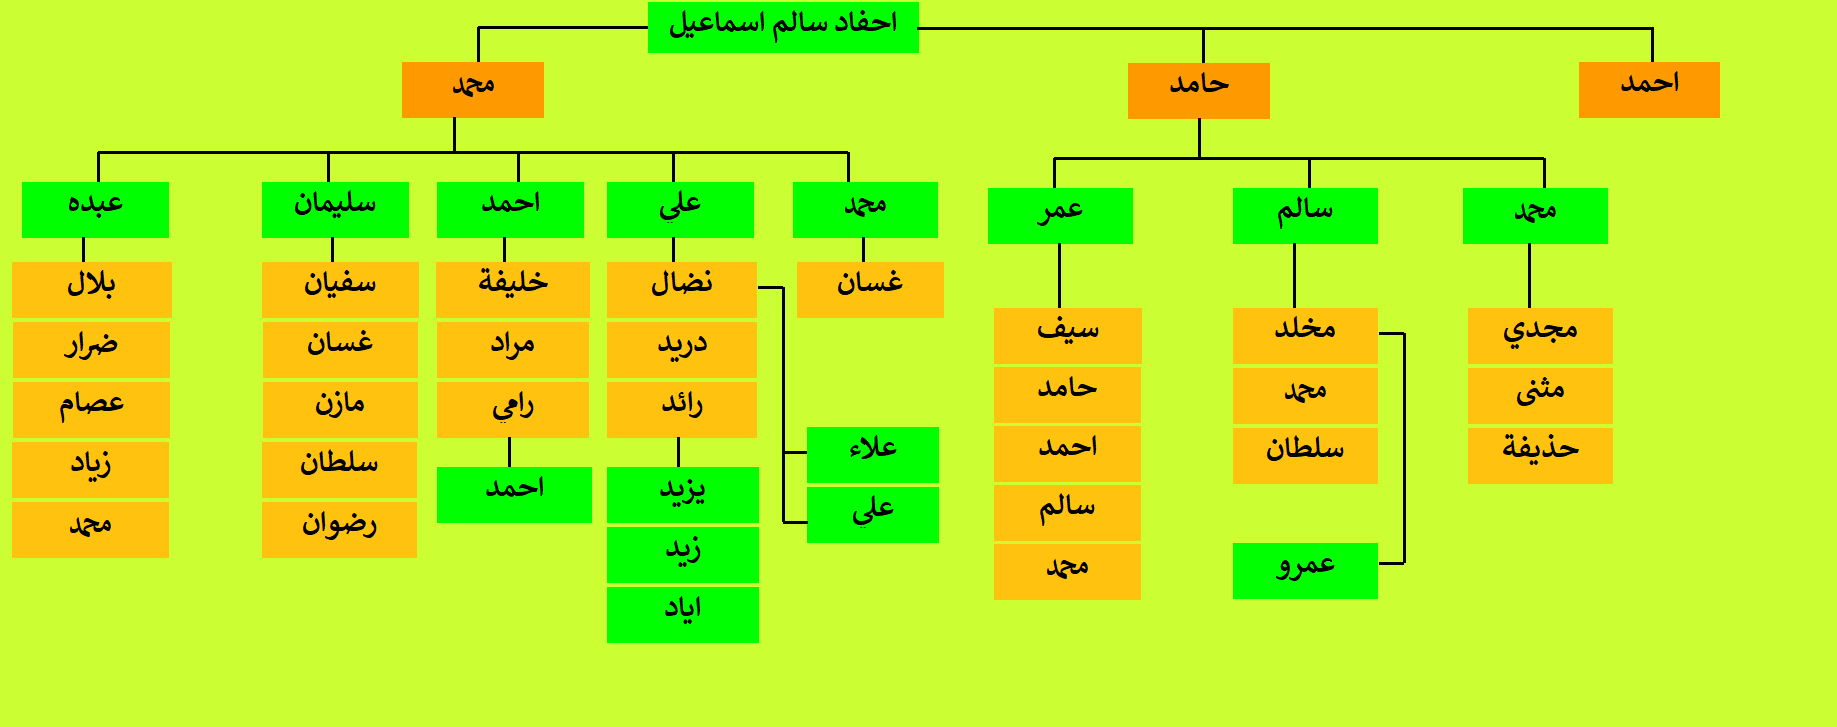 احفاد سالم اسماعيل
احمد
حامد
محمد
محمد
سالم
عمر
محمد
علي
احمد
سليمان
عبده
مجدي
مثنى
حذيفة
مخلد
محمد
سلطان
عمرو
سيف
حامد
احمد
سالم
محمد
غسان
نضال
دريد
رائد
علاء
علي
يزيد
زيد
اياد
خليفة
مراد
رامي
احمد
سفيان
غسان
مازن
سلطان
رضوان
بلال
ضرار
عصام
زياد
محمد